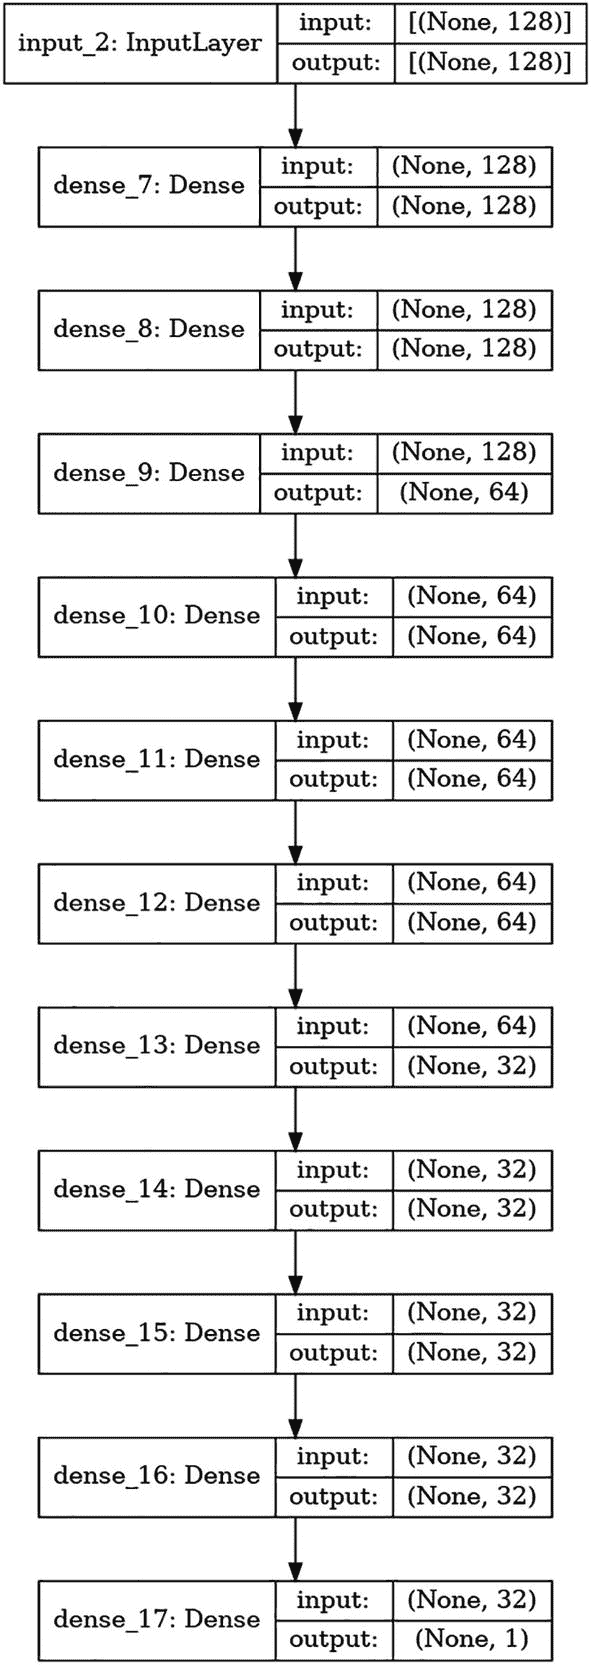 input_2: InputLayer input: [(None, 128)]
output: [(None, 128)]
dense_7: Dense input: (None, 128)
output: (None, 128)
dense_8: Dense input: (None, 128)
output: (None, 128)
dense_9: Dense input: (None, 128)
output: (None, 64)
dense_10: Dense input: (None, 64)
output: (None, 64)
dense_11: Dense input: (None, 64)
output: (None, 64)
dense_12: Dense input: (None, 64)
output: (None, 64)
dense_13: Dense input: (None, 64)
output: (None, 32)
dense_14: Dense input: (None, 32)
output: (None, 32)
dense_15: Dense input: (None, 32)
output: (None, 32)
dense_16: Dense input: (None, 32)
output: (None, 32)
dense_17: Dense input: (None, 32)
output: (None, 1)